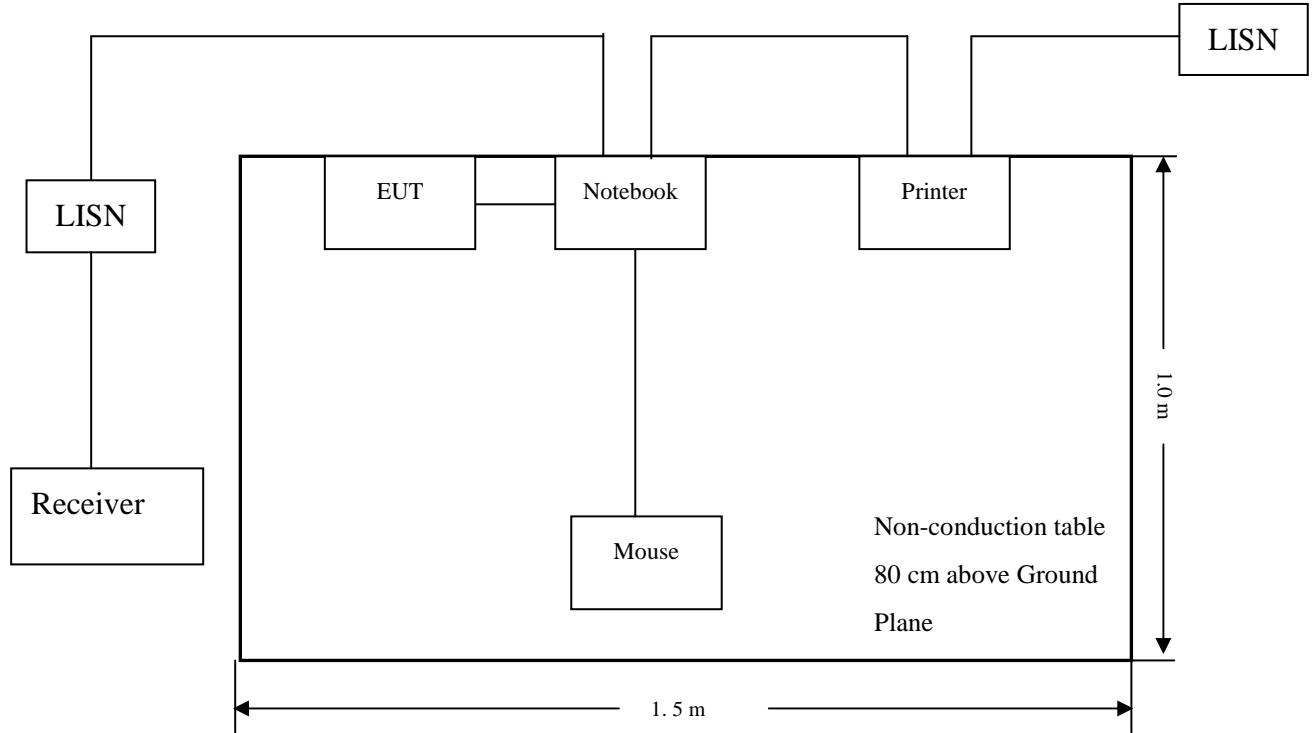 LISN
LISN
EUT
Notebook
Printer
Receiver
Mouse
Non-conduction table
80 cm above Ground
Plane
1.0 m
1. 5 m